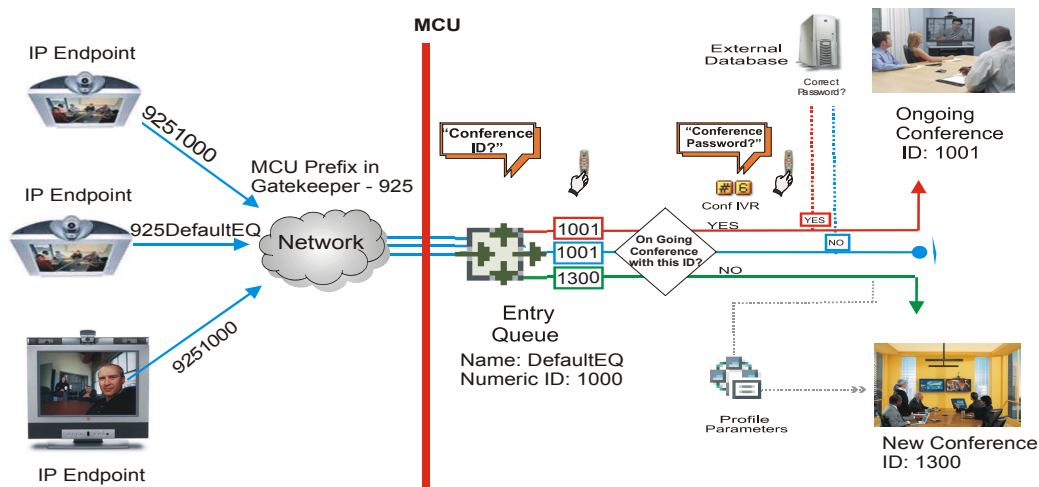 MCU
IP Endpoint
9251000
IP Endpoint
925DefaultEQ
9251000
IP Endpoint
MCU Prefix in
Gatekeeper - 925
Network
“Conference
ID?”
Entry
Queue
Name: DefaultEQ
Numeric ID: 1000
1001
1001
1300
On Going
Conference
with this ID?
“Conference
Password?”
# 6
Conf IVR
YES
NO
External
Database
Correct
Password?
YES
NO
Profile
Parameters
Ongoing
Conference
ID: 1001
New Conference
ID: 1300